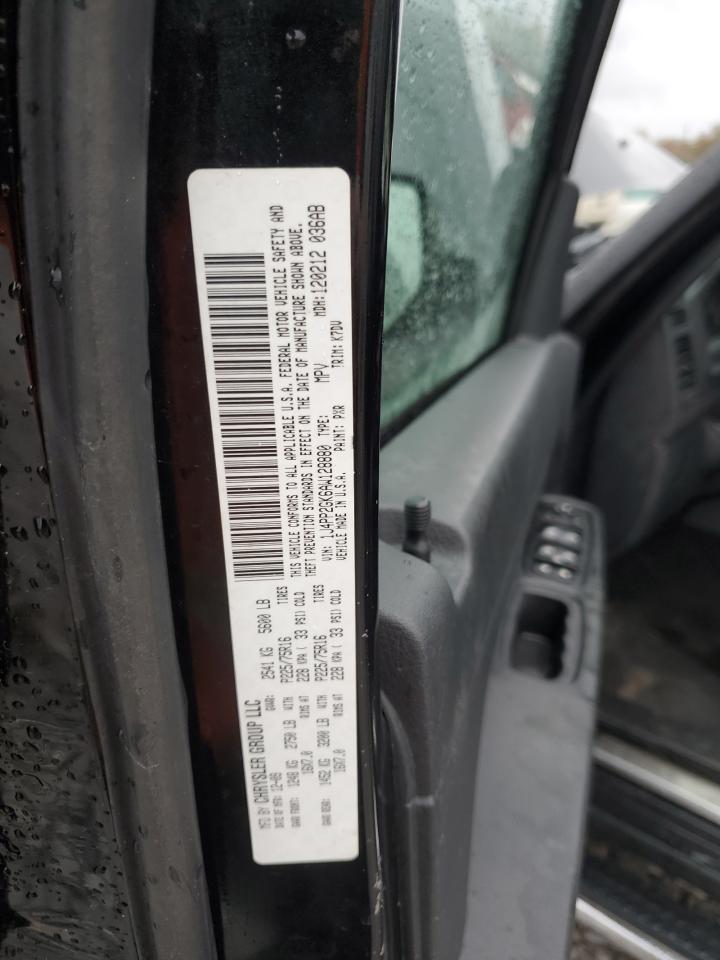 MFD BY CHRYSLER GROUP LLC
DATE OF MFR: 12-09 GVWR: 2541 KG 5600 LB
GAWR FRONT: 1248 KG 2750 LB WITH P225/75R16 TIRES
16X7.0 RIMS AT 228 KPA ( 33 PSI) COLD
GAWR REAR: 1452 KG 3200 LB WITH P225/75R16 TIRES
16X7.0 RIMS AT 228 KPA ( 33 PSI) COLD
THIS VEHICLE CONFORMS TO ALL APPLICABLE U.S.A. FEDERAL MOTOR VEHICLE SAFETY AND
THEFT PREVENTION STANDARDS IN EFFECT ON THE DATE OF MANUFACTURE SHOWN ABOVE.
VIN: 1J4PP2GK6AW128880 TYPE: MPV MDH:120212 036AB
VEHICLE MADE IN U.S.A. PAINT: PXR TRIM: K7DV